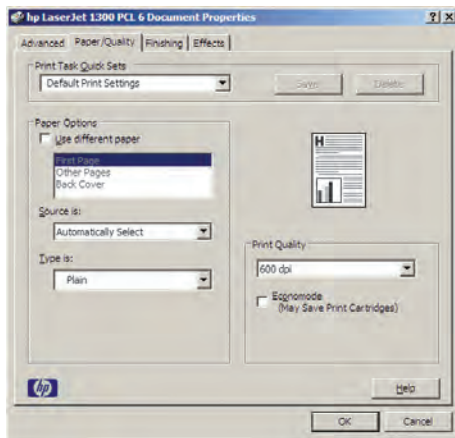 hp LaserJet 1300 PCL 6 Document Properties
? X
Advanced Paper/Quality Finishing Effects
Print Task Quick Sets
Default Print Settings
Save Delete
Paper Options
Use different paper
First Page
Other Pages
Back Cover
Source is:
Automatically Select
Type is:
Plain
H
Print Quality
600 dpi
Economode
(May Save Print Cartridges)
hp
Help
OK Cancel